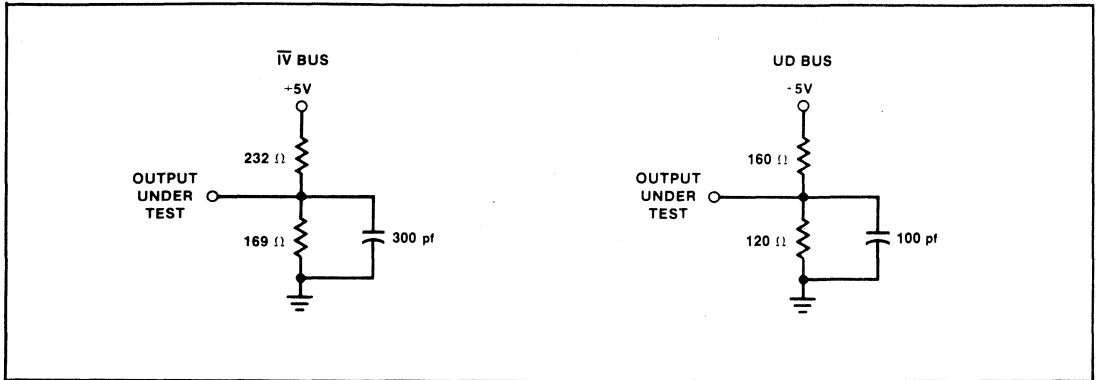 I̅V̅ BUS
+5V
232 Ω
OUTPUT
UNDER
TEST
169 Ω
300 pf
UD BUS
-5V
160 Ω
OUTPUT
UNDER
TEST
120 Ω
100 pf